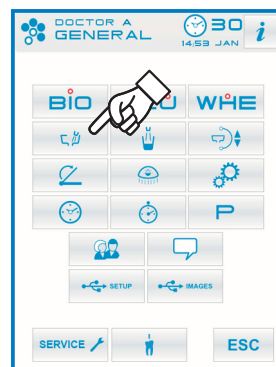 DOCTOR A
GENERAL
30
14:53 JAN
i
BIO
WHE
P
SETUP
IMAGES
SERVICE
ESC